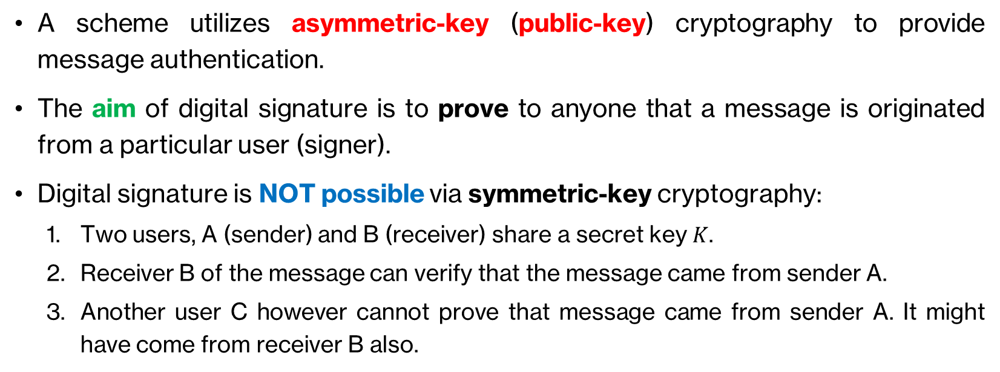 • A scheme utilizes asymmetric-key (public-key) cryptography to provide
message authentication.
• The aim of digital signature is to prove to anyone that a message is originated
from a particular user (signer).
• Digital signature is NOT possible via symmetric-key cryptography:
1. Two users, A (sender) and B (receiver) share a secret key K.
2. Receiver B of the message can verify that the message came from sender A.
3. Another user C however cannot prove that message came from sender A. It might
have come from receiver B also.